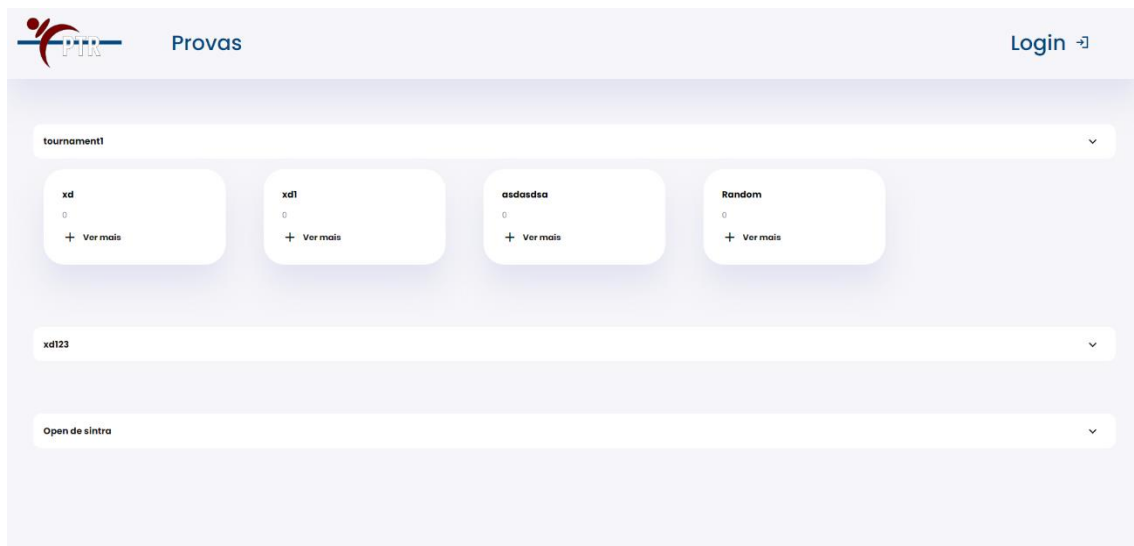 PTR Provas Login
tournament1
xd xd1 asdasdsa Random
0 0 0 0
+ Ver mais + Ver mais + Ver mais + Ver mais
xd123
Open de sintra